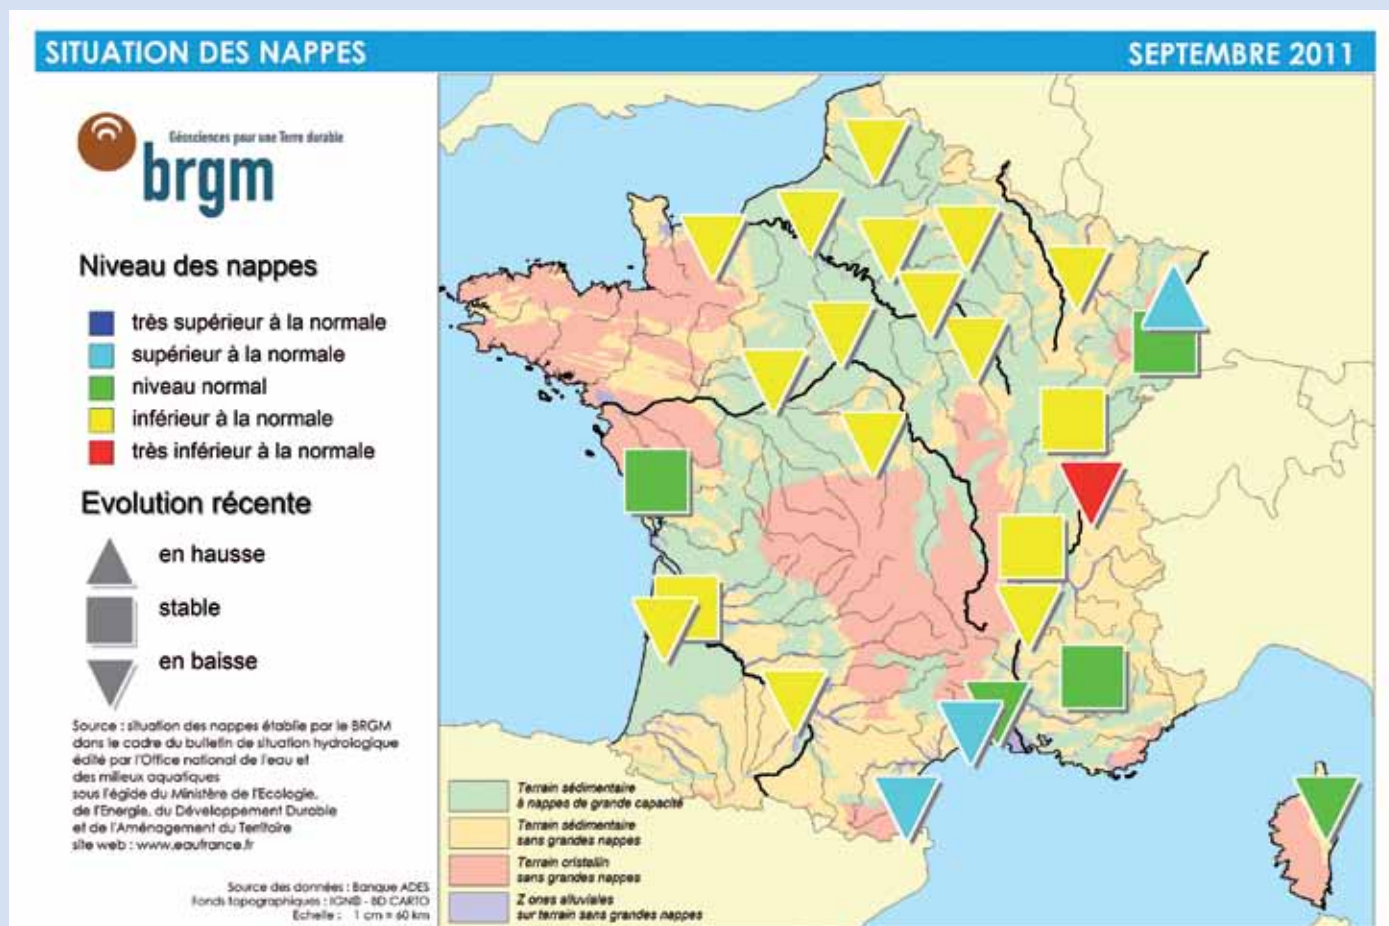 SITUATION DES NAPPES
SEPTEMBRE 2011
Géosciences pour une Terre durable
brgm
Niveau des nappes
très supérieur à la normale
supérieur à la normale
niveau normal
inférieur à la normale
très inférieur à la normale
Evolution récente
en hausse
stable
en baisse
Source : situation des nappes établie par le BRGM
dans le cadre du bulletin de situation hydrologique
édité par l'Office national de l'eau et
des milieux aquatiques
sous l'égide du Ministère de l'Ecologie,
de l'Energie, du Développement Durable
et de l'Aménagement du Territoire
site web : www.eaufrance.fr
Source des données : Banque ADES
Fonds topographiques : IGN® - BD CARTO
Echelle : 1 cm = 60 km
Terrain sédimentaire
à nappes de grande capacité
Terrain sédimentaire
sans grandes nappes
Terrain cristallin
sans grandes nappes
Z ones alluviales
sur terrain sans grandes nappes